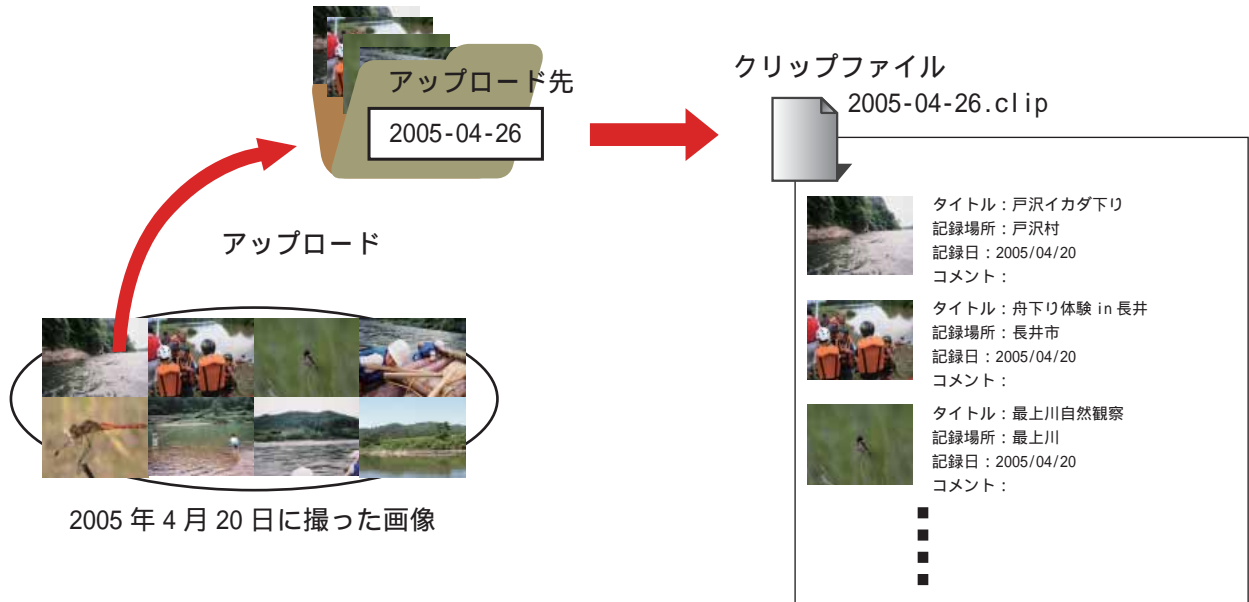 アップロード先
2005-04-26
アップロード
2005 年 4 月 20 日に撮った画像
クリップファイル
2005-04-26.clip
タイトル：戸沢イカダ下り
記録場所：戸沢村
記録日：2005/04/20
コメント：
タイトル：舟下り体験 in 長井
記録場所：長井市
記録日：2005/04/20
コメント：
タイトル：最上川自然観察
記録場所：最上川
記録日：2005/04/20
コメント：